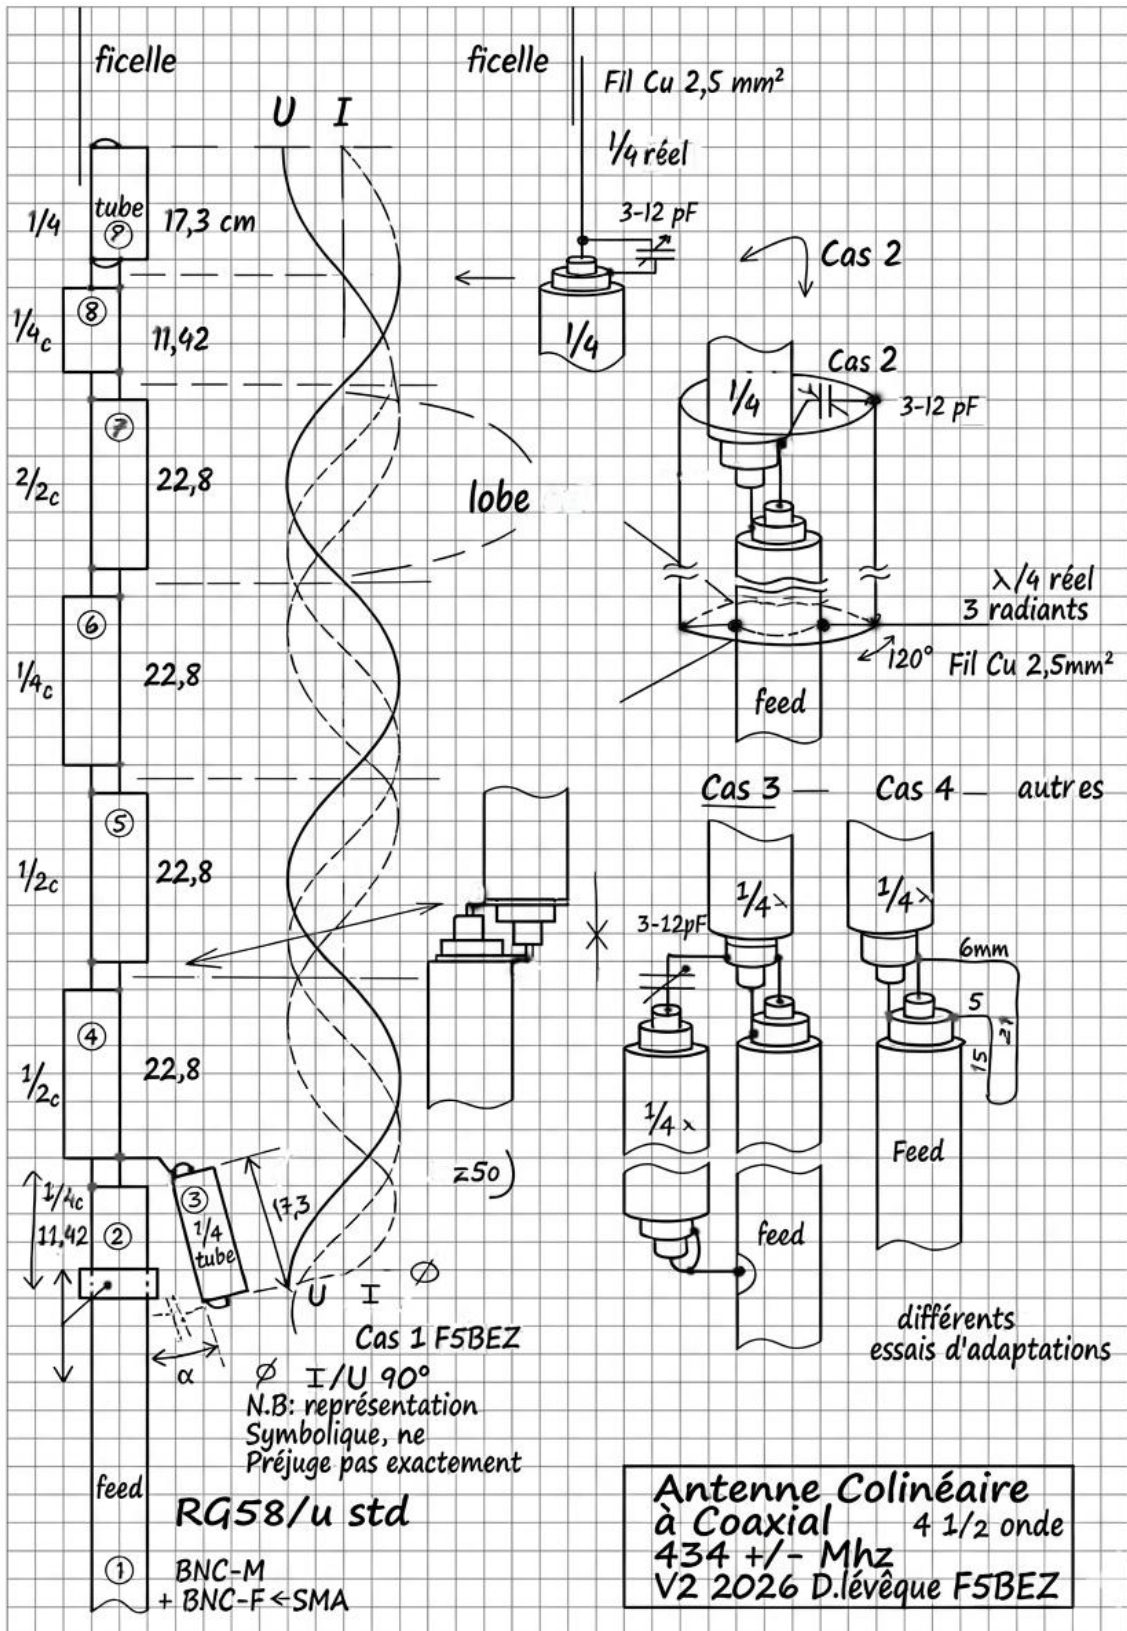 ficelle
U I
tube
9
1/4
17,3 cm
8
1/4c
11,42
7
2/2c
22,8
lobe
6
1/4c
22,8
5
1/2c
22,8
4
1/2c
22,8
1/4c
11,42
2
3
1/4
tube
17,3
U I Ø
α
Cas 1 F5BEZ
Ø I/U 90°
N.B: représentation
Symbolique, ne
Préjuge pas exactement
feed
RG58/u std
1
BNC-M
+ BNC-F←SMA
ficelle
Fil Cu 2,5 mm²
1/4 réel
3-12 pF
1/4
Cas 2
Cas 2
1/4
3-12 pF
λ/4 réel
3 radiants
120°
Fil Cu 2,5mm²
feed
z50)
Cas 3 — Cas 4 — autres
1/4λ
3-12pF
1/4λ
feed
1/4λ
6mm
5
15
21
Feed
différents
essais d'adaptations
Antenne Colinéaire
à Coaxial 4 1/2 onde
434 +/- Mhz
V2 2026 D.lévêque F5BEZ